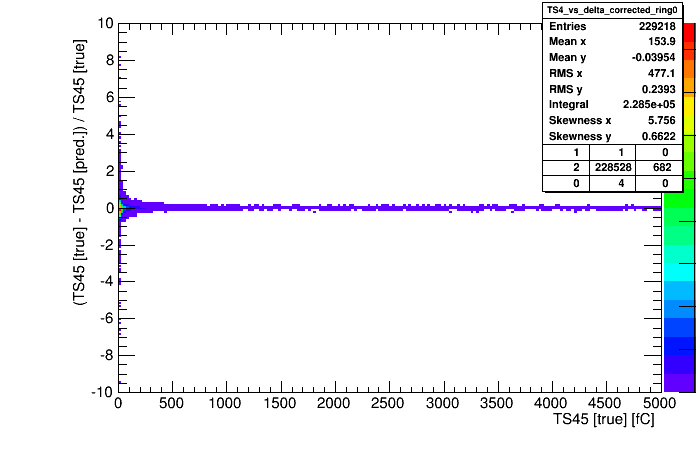 TS4_vs_delta_corrected_ring0
Entries 229218
Mean x 153.9
Mean y -0.03954
RMS x 477.1
RMS y 0.2393
Integral 2.285e+05
Skewness x 5.756
Skewness y 0.6622
1 1 0
2 228528 682
0 4 0
(TS45 [true] - TS45 [pred.]) / TS45 [true]
10
8
6
4
2
0
-2
-4
-6
-8
-10
0 500 1000 1500 2000 2500 3000 3500 4000 4500 5000
TS45 [true] [fC]